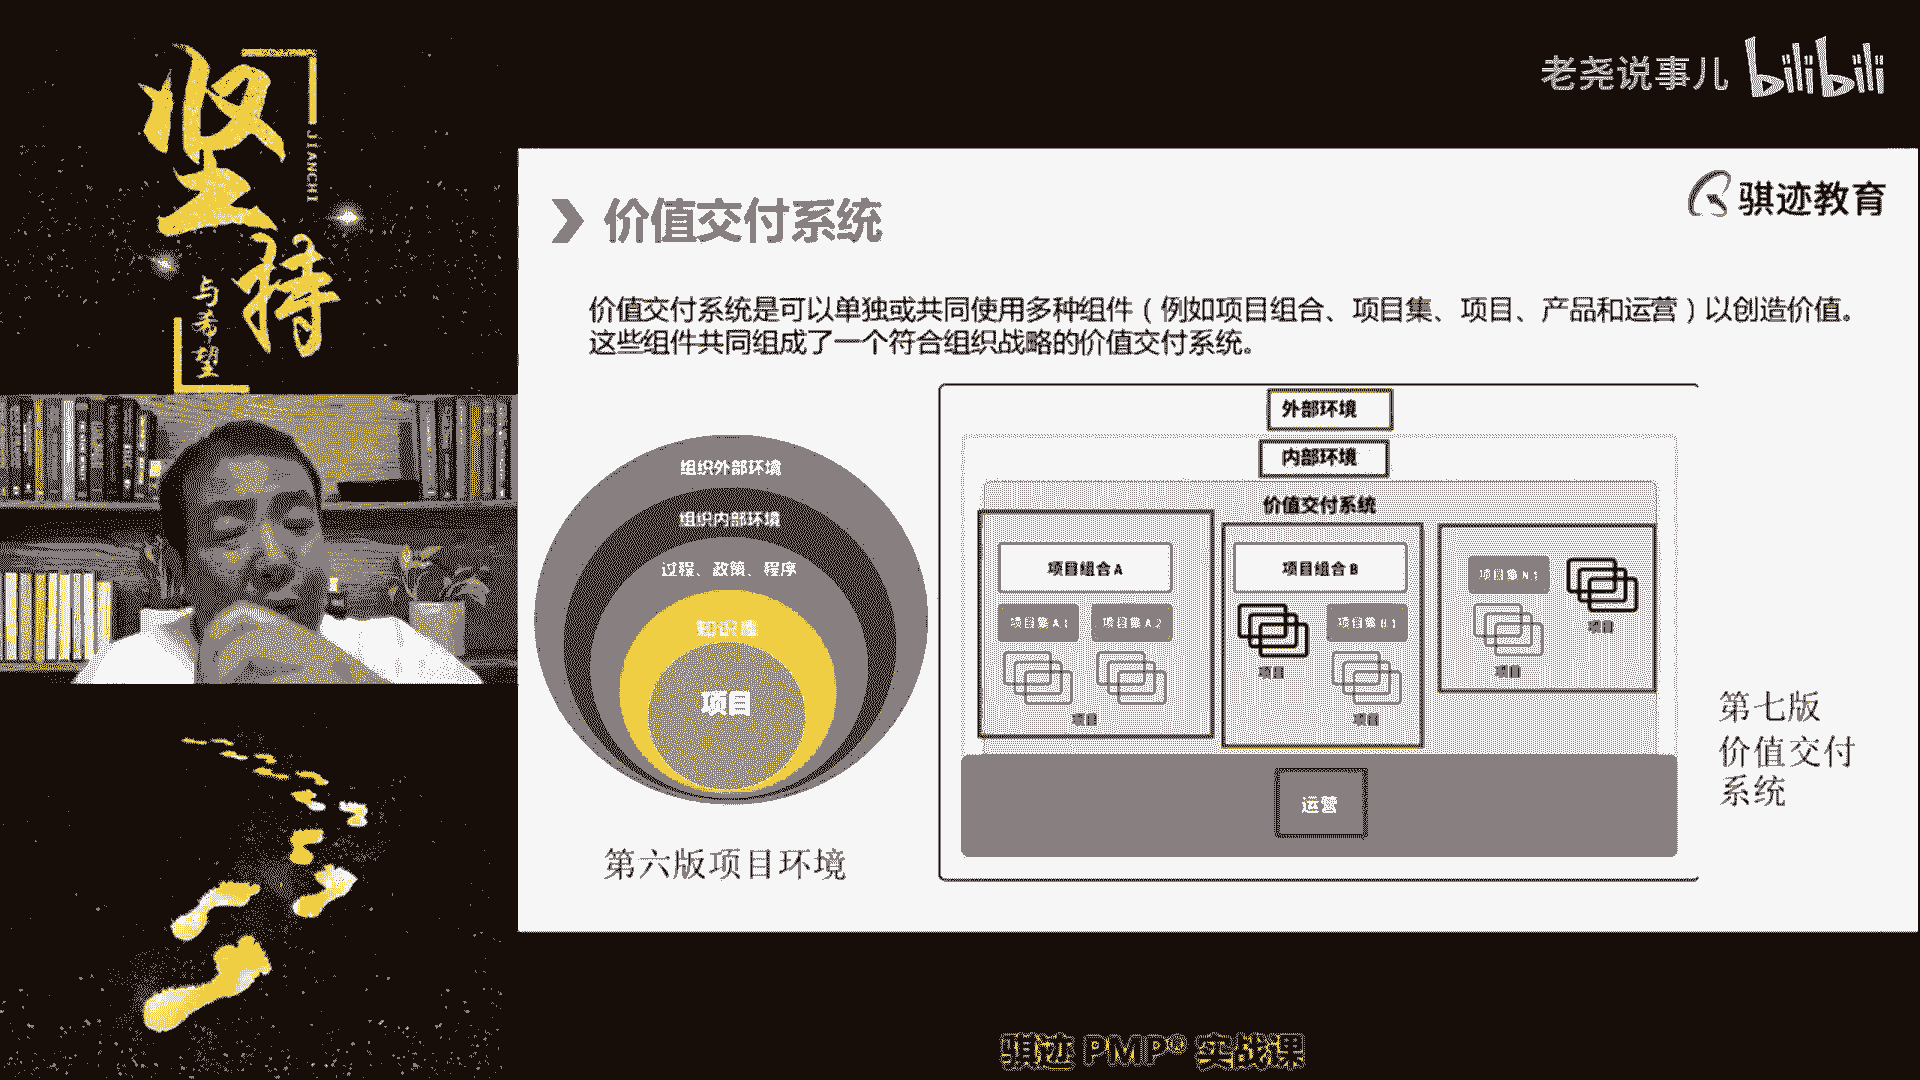 坚持
JIANCHI
与希望
老尧说事儿 bilibili
骐迹教育
价值交付系统
价值交付系统是可以单独或共同使用多种组件(例如项目组合、项目集、项目、产品和运营)以创造价值。
这些组件共同组成了一个符合组织战略的价值交付系统。
组织外部环境
组织内部环境
过程、政策、程序
知识库
项目
第六版项目环境
外部环境
内部环境
价值交付系统
项目组合 A
项目集 A.1
项目集 A.2
项目
项目组合 B
项目
项目集 B.1
项目
项目集 N.1
项目
项目
运营
第七版
价值交付
系统
骐迹 PMP® 实战课